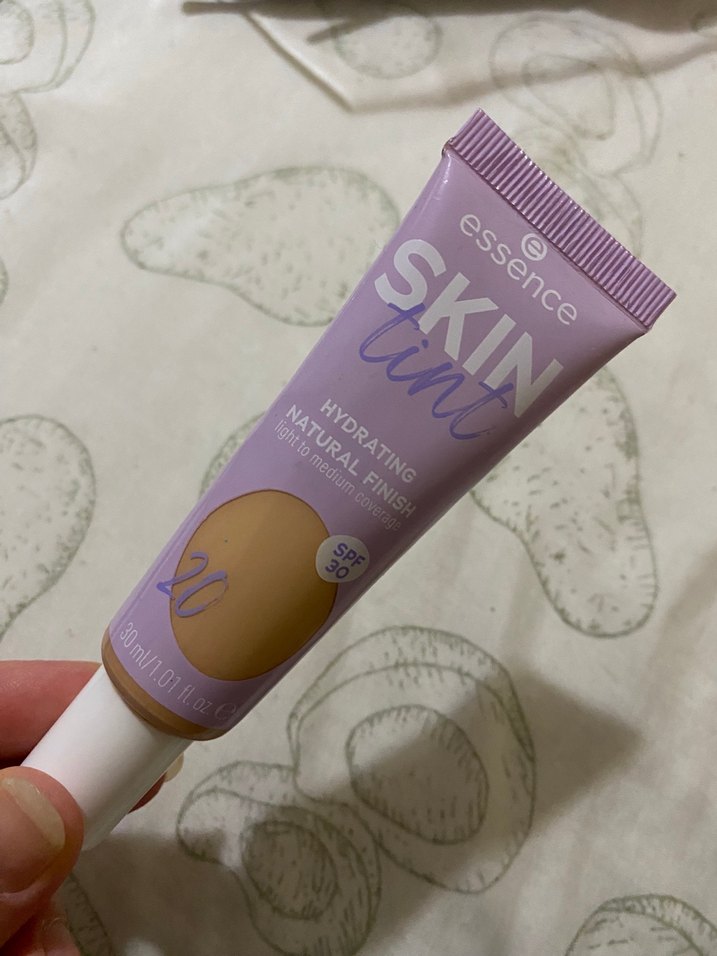 essence
SKIN
tint
HYDRATING
NATURAL FINISH
light to medium coverage
SPF
30
20
30 ml/1.01 fl. oz. ℮